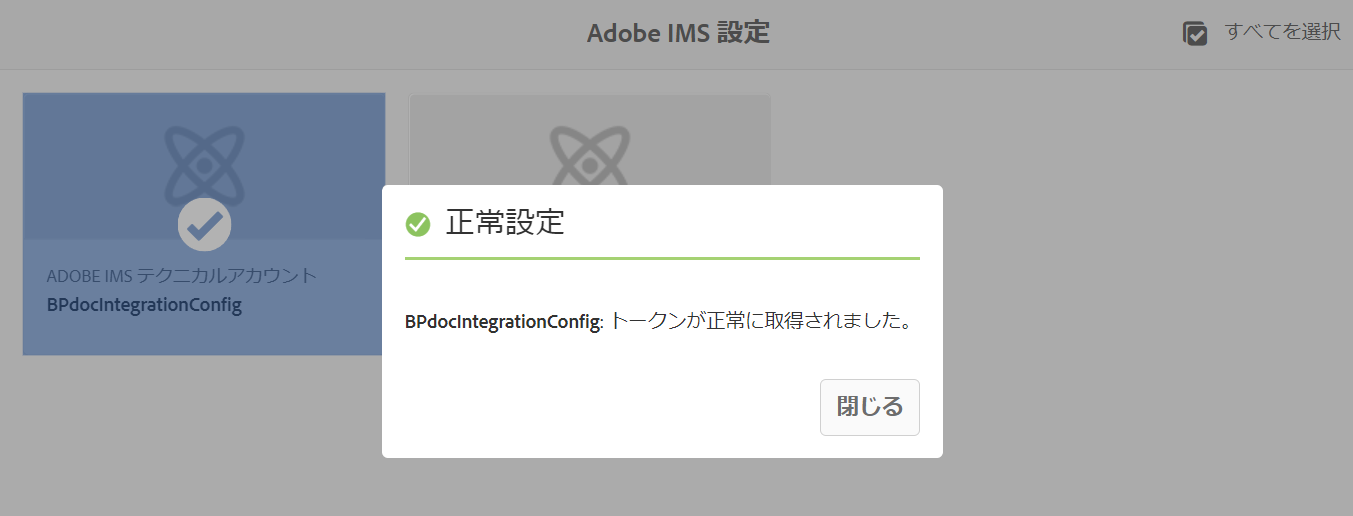 Adobe IMS 設定
すべてを選択
ADOBE IMS テクニカルアカウント
BPdocIntegrationConfig
正常設定
BPdocIntegrationConfig: トークンが正常に取得されました。
閉じる